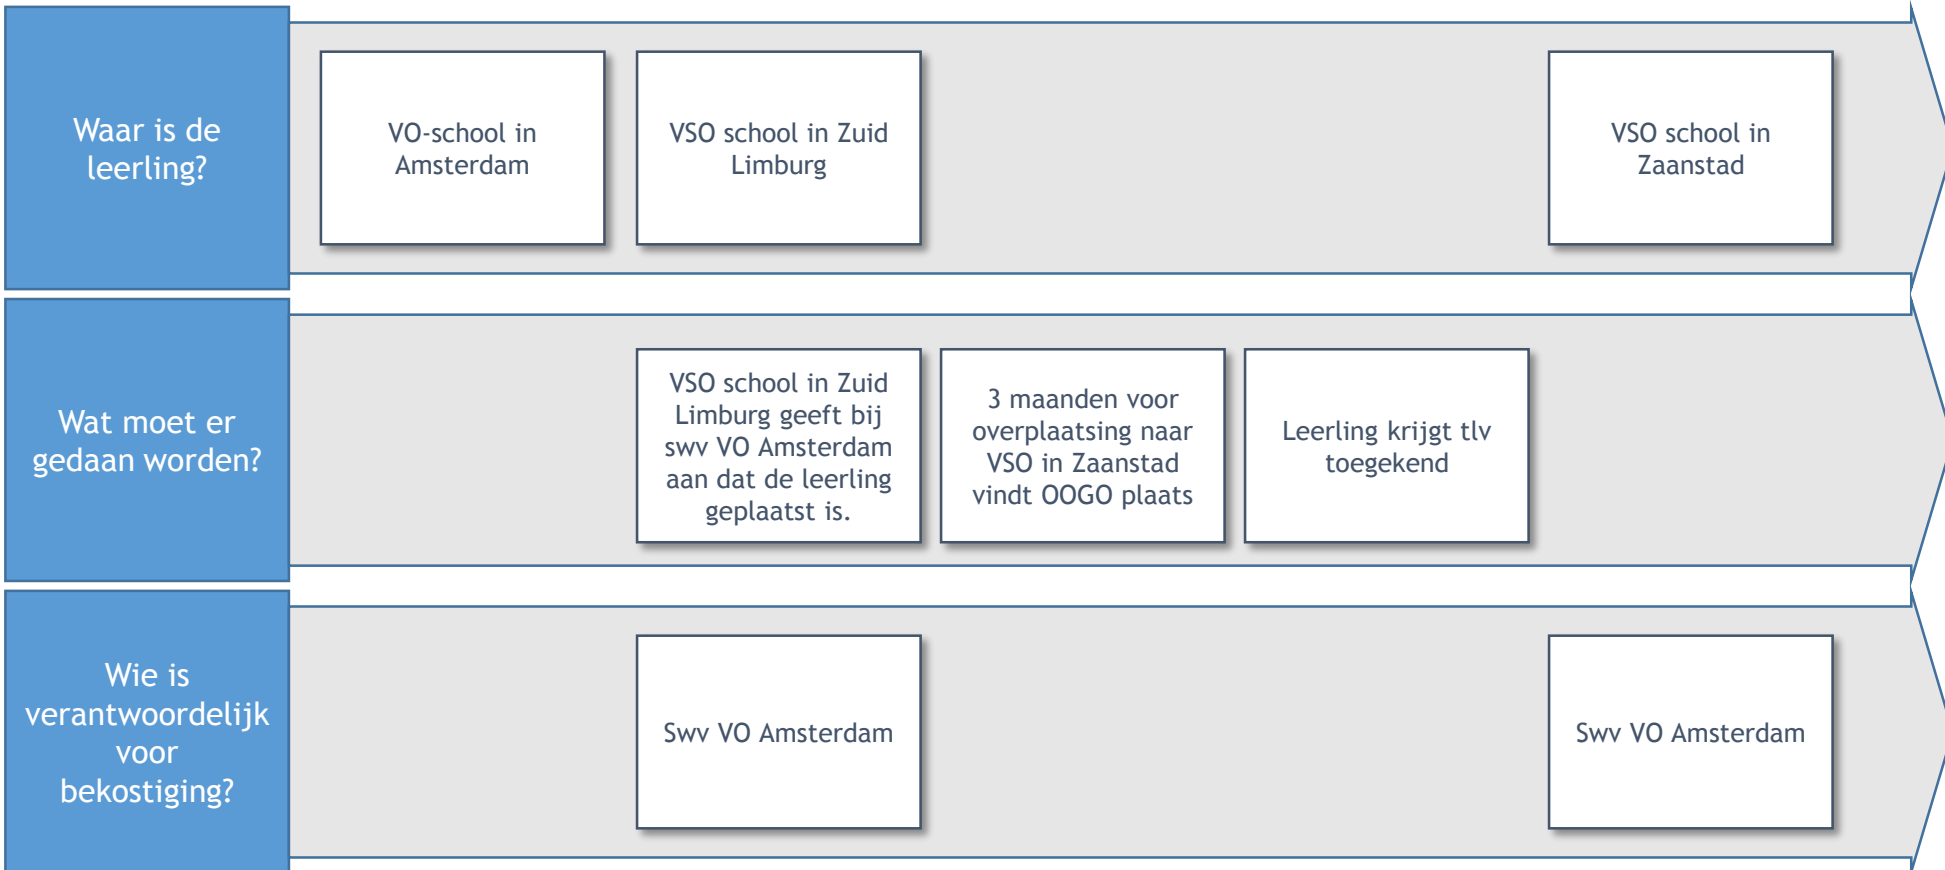 Waar is de
leerling?
VO-school in
Amsterdam
VSO school in Zuid
Limburg
VSO school in
Zaanstad
Wat moet er
gedaan worden?
VSO school in Zuid
Limburg geeft bij
swv VO Amsterdam
aan dat de leerling
geplaatst is.
3 maanden voor
overplaatsing naar
VSO in Zaanstad
vindt OOGO plaats
Leerling krijgt tlv
toegekend
Wie is
verantwoordelijk
voor
bekostiging?
Swv VO Amsterdam
Swv VO Amsterdam